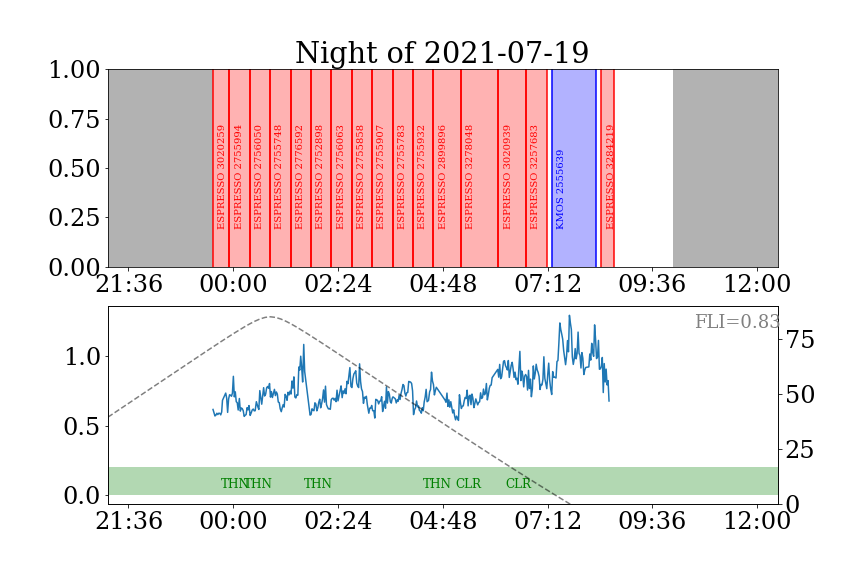 Night of 2021-07-19
1.00
0.75
0.50
0.25
0.00
ESPRESSO 3020259
ESPRESSO 2755994
ESPRESSO 2756050
ESPRESSO 2755748
ESPRESSO 2776592
ESPRESSO 2752898
ESPRESSO 2756063
ESPRESSO 2755858
ESPRESSO 2755907
ESPRESSO 2755783
ESPRESSO 2755932
ESPRESSO 2899896
ESPRESSO 3278048
ESPRESSO 3020939
ESPRESSO 3257683
KMOS 2555639
ESPRESSO 3284219
21:36 00:00 02:24 04:48 07:12 09:36 12:00
FLI=0.83
1.0
0.5
0.0
75
50
25
0
THN THN THN THN CLR CLR
21:36 00:00 02:24 04:48 07:12 09:36 12:00